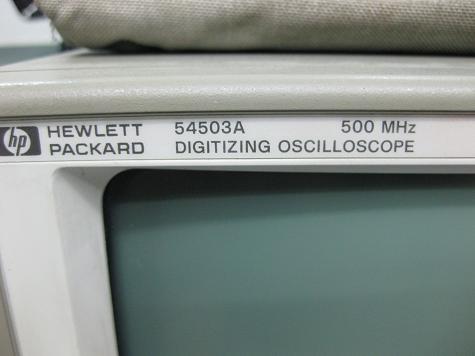 hp HEWLETT 54503A 500 MHz
PACKARD DIGITIZING OSCILLOSCOPE